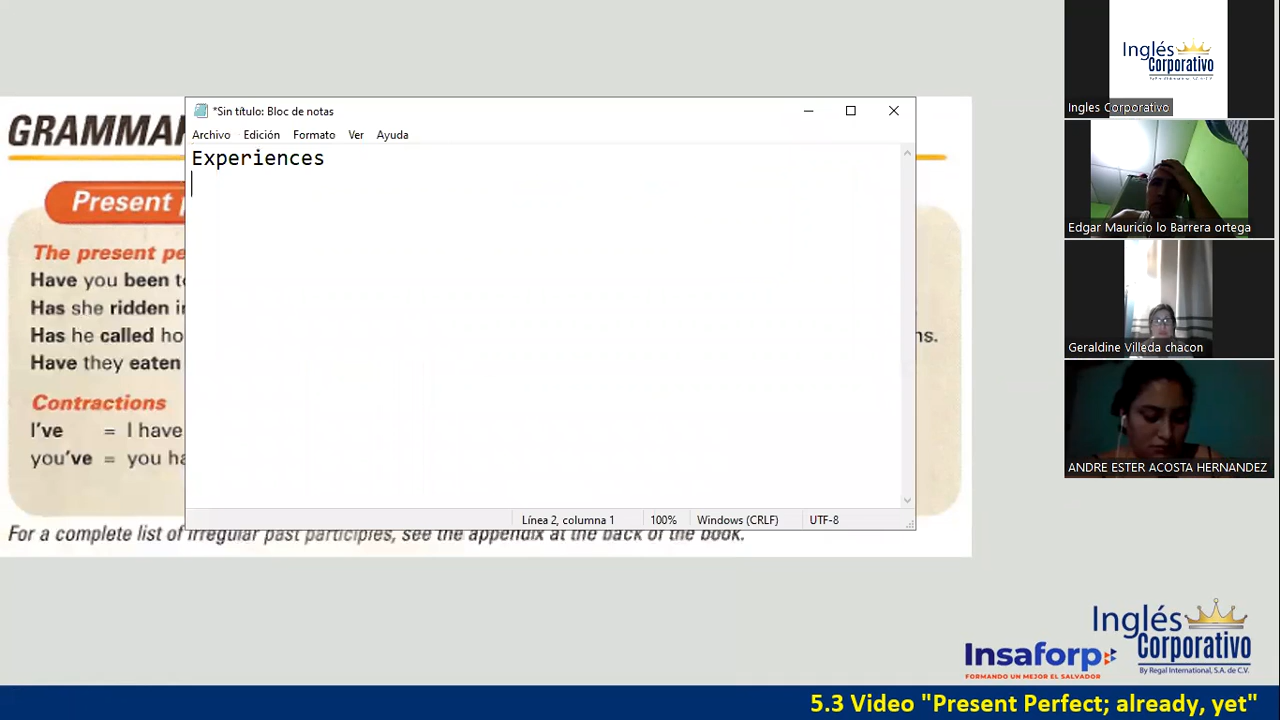 GRAMMAR
*Sin título: Bloc de notas
Archivo Edición Formato Ver Ayuda
Experiences
Present
The present pe
Have you been to
Has she ridden i
Has he called ho
ns.
Have they eaten
Contractions
I've = I have
you've = you ha
Línea 2, columna 1 100% Windows (CRLF) UTF-8
For a complete list of irregular past participles, see the appendix at the back of the book.
Inglés
Corporativo
Ingles Corporativo
Edgar Mauricio lo Barrera ortega
Geraldine Villeda chacon
ANDRE ESTER ACOSTA HERNANDEZ
Insaforp
FORMANDO UN MEJOR EL SALVADOR
Inglés
Corporativo
By Regal International, S.A. de C.V.
5.3 Video "Present Perfect; already, yet"